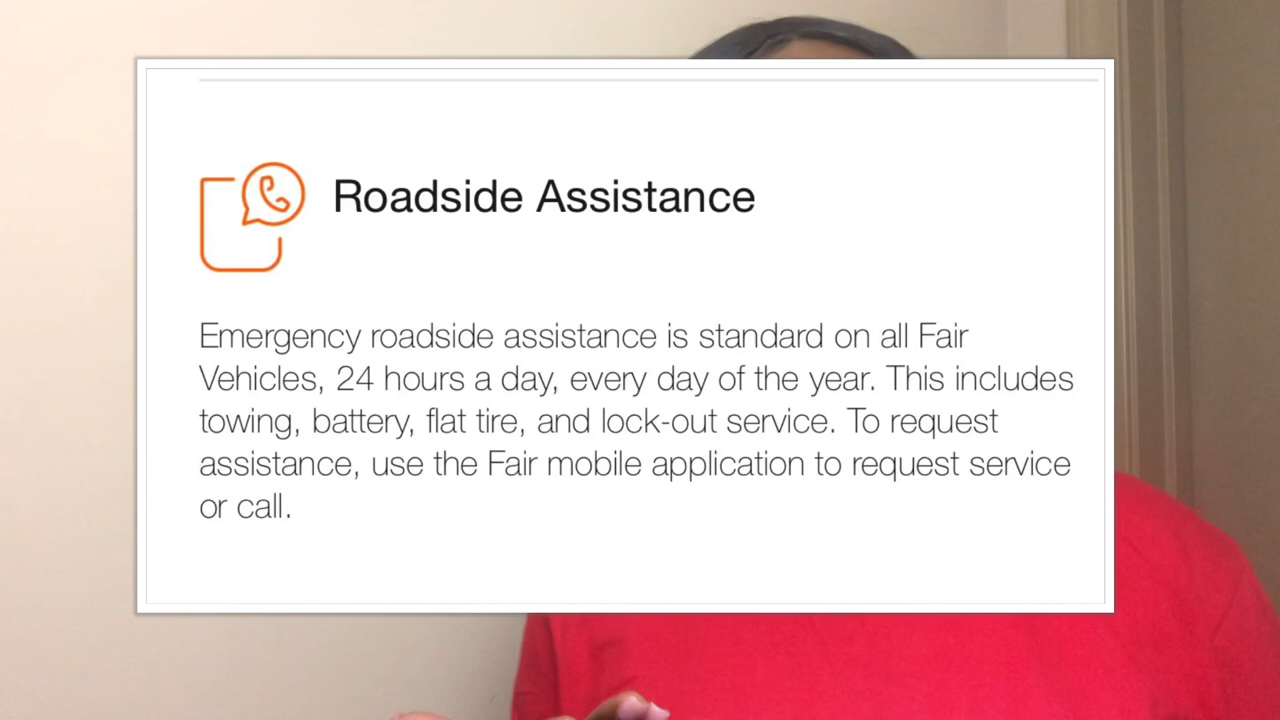 Roadside Assistance
Emergency roadside assistance is standard on all Fair
Vehicles, 24 hours a day, every day of the year. This includes
towing, battery, flat tire, and lock-out service. To request
assistance, use the Fair mobile application to request service
or call.